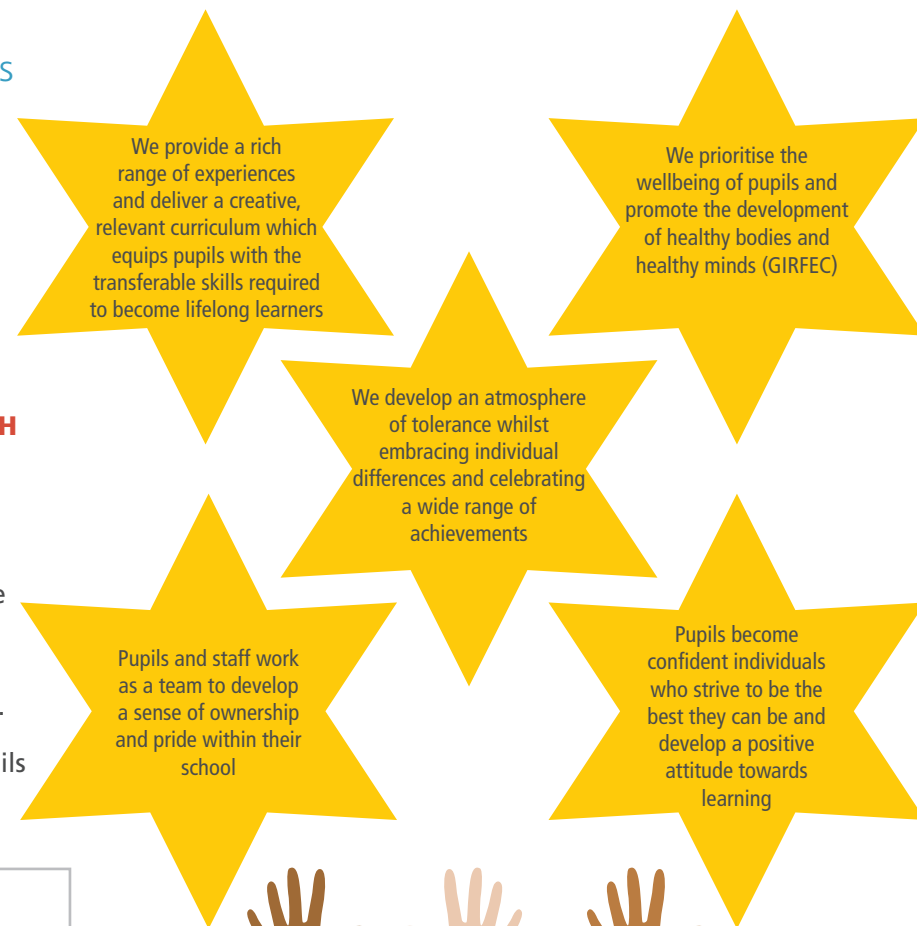 S
We provide a rich
range of experiences
and deliver a creative,
relevant curriculum which
equips pupils with the
transferable skills required
to become lifelong learners
We prioritise the
wellbeing of pupils and
promote the development
of healthy bodies and
healthy minds (GIRFEC)
H
We develop an atmosphere
of tolerance whilst
embracing individual
differences and celebrating
a wide range of
achievements
e
Pupils and staff work
as a team to develop
a sense of ownership
and pride within their
school
ils
Pupils become
confident individuals
who strive to be the
best they can be and
develop a positive
attitude towards
learning